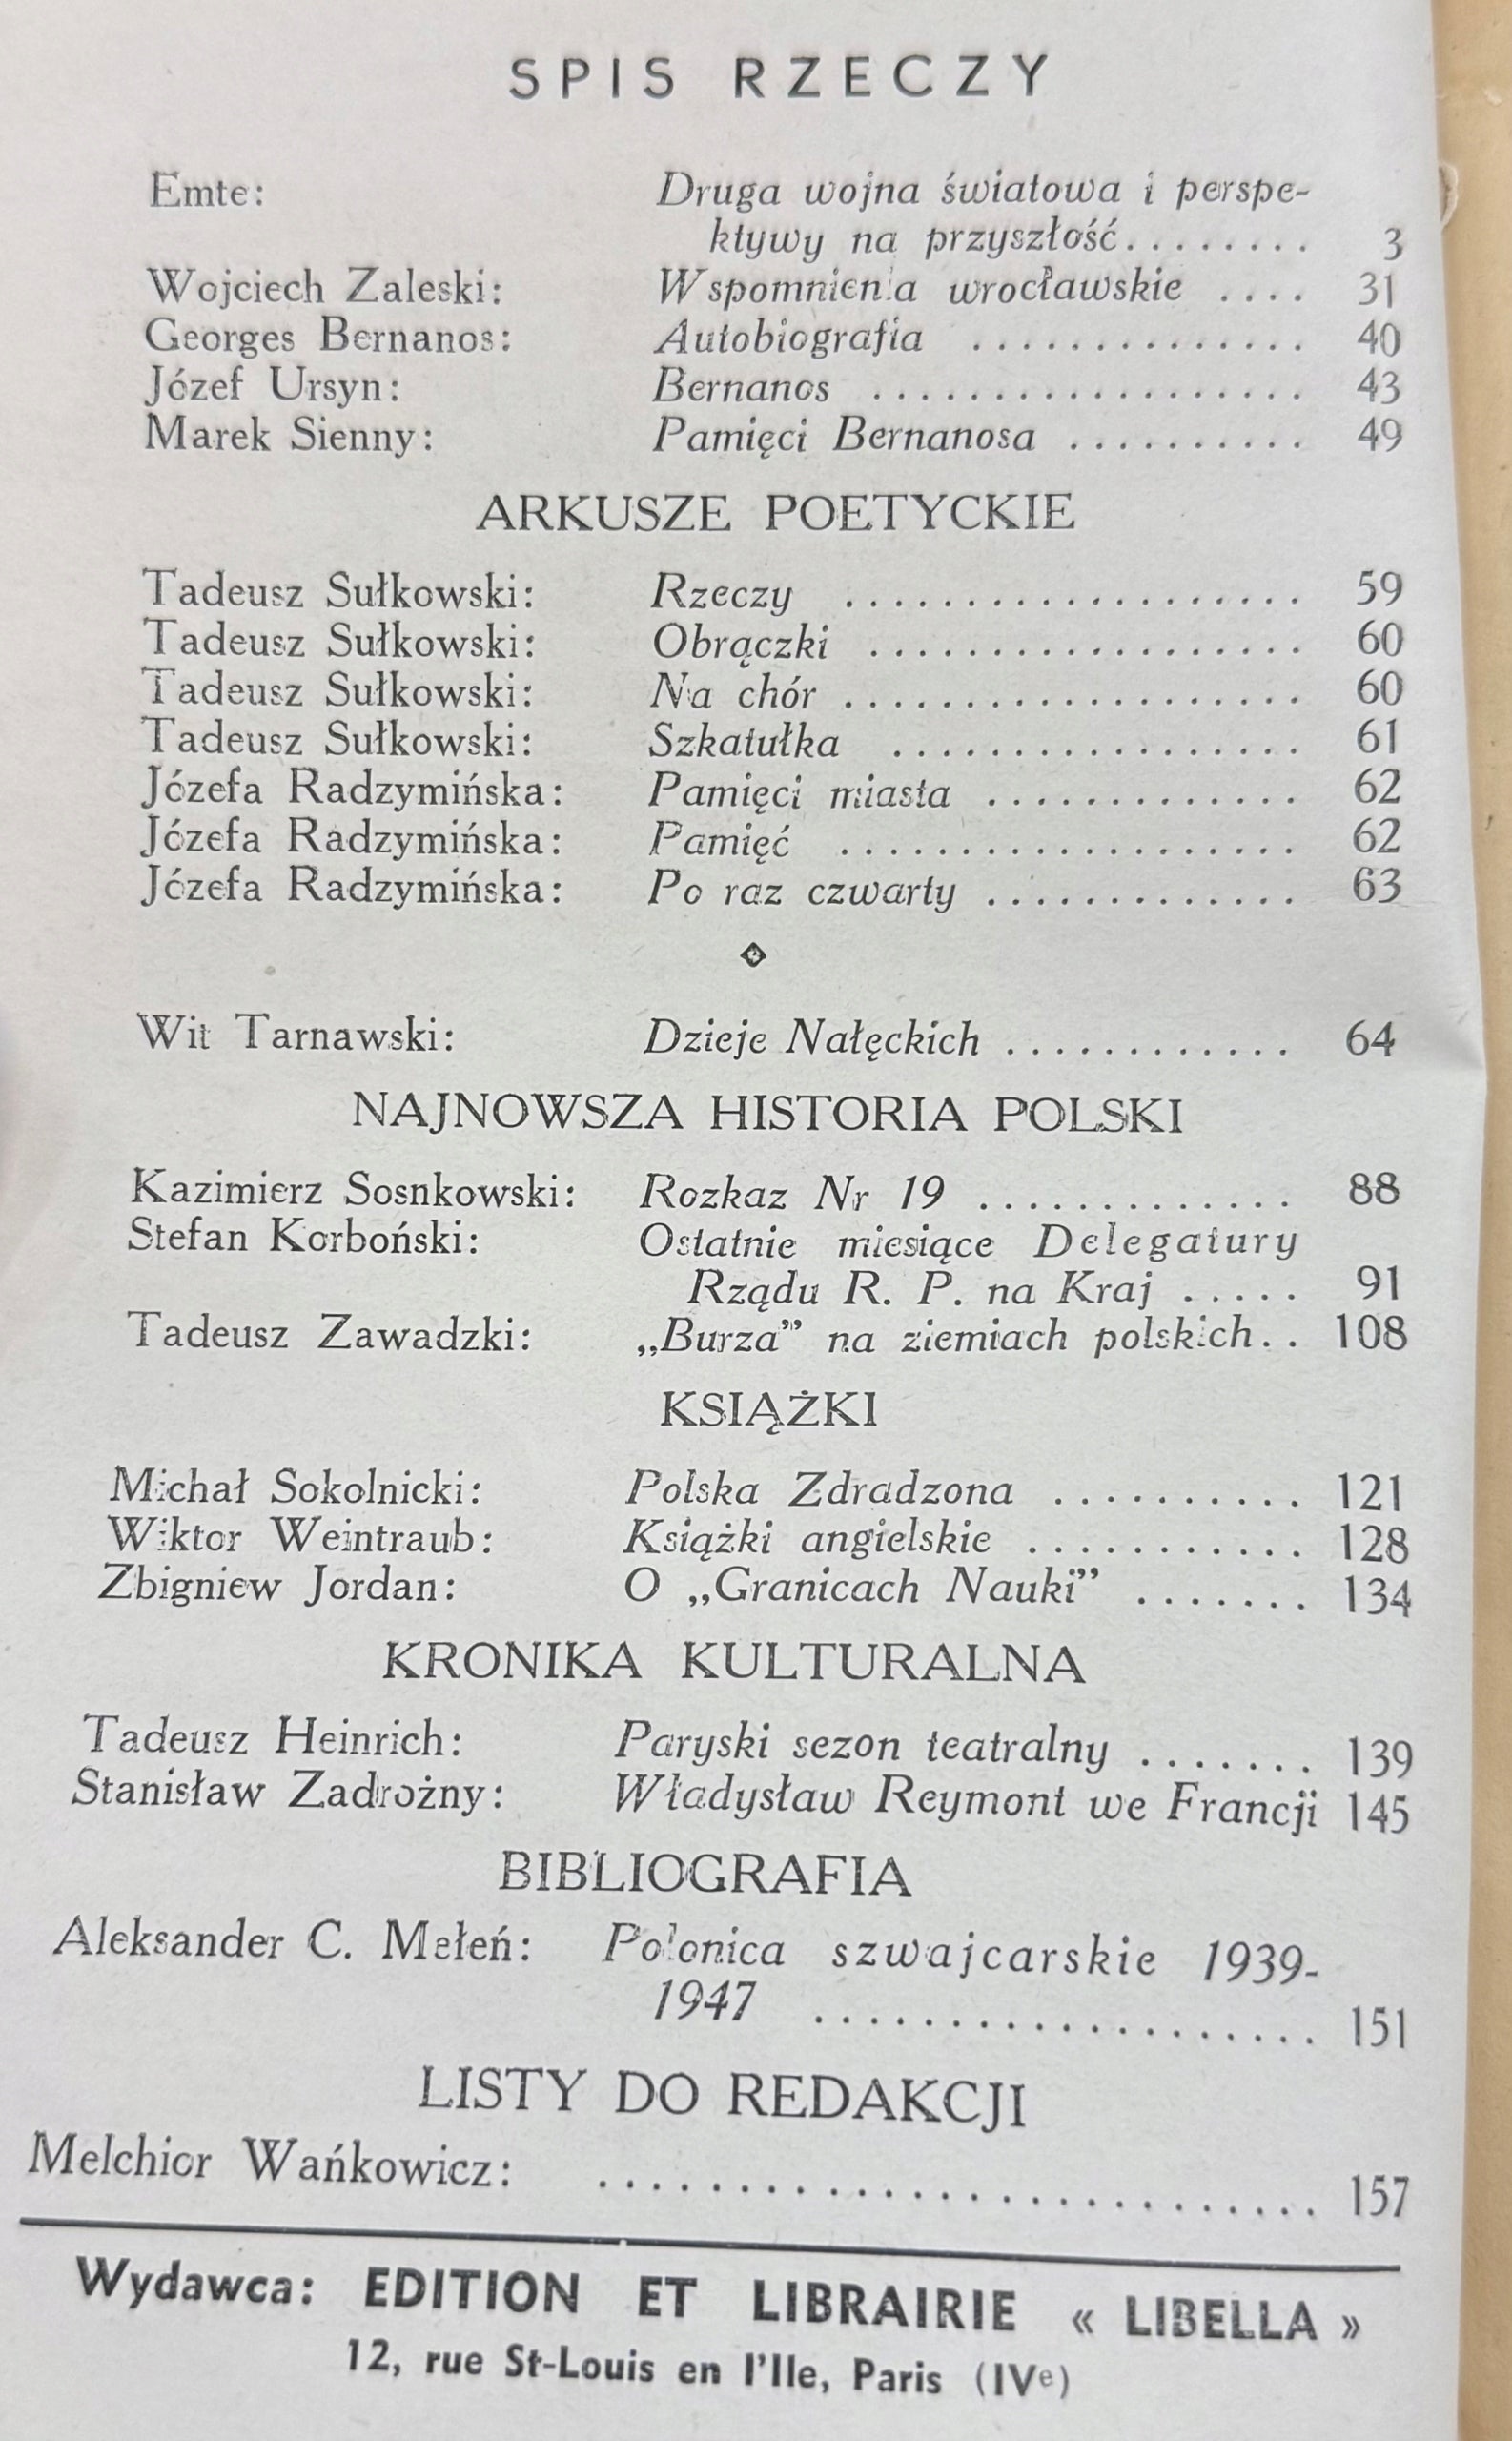 SPIS RZECZY
Emte: Druga wojna światowa i perspe-
ktywy na przyszłość........ 3
Wojciech Zaleski: Wspomnienia wrocławskie .... 31
Georges Bernanos: Autobiografia .............. 40
Józef Ursyn: Bernanos .................. 43
Marek Sienny: Pamięci Bernanosa .......... 49
ARKUSZE POETYCKIE
Tadeusz Sułkowski: Rzeczy ................... 59
Tadeusz Sułkowski: Obrączki .................. 60
Tadeusz Sułkowski: Na chór ................... 60
Tadeusz Sułkowski: Szkatułka ................. 61
Józefa Radzymińska: Pamięci miasta ............. 62
Józefa Radzymińska: Pamięć ................... 62
Józefa Radzymińska: Po raz czwarty ............. 63
Wit Tarnawski: Dzieje Nałęckich ............ 64
NAJNOWSZA HISTORIA POLSKI
Kazimierz Sosnkowski: Rozkaz Nr 19 ............. 88
Stefan Korboński: Ostatnie miesiące Delegatury
Rządu R. P. na Kraj ..... 91
Tadeusz Zawadzki: „Burza” na ziemiach polskich.. 108
KSIĄŻKI
Michał Sokolnicki: Polska Zdradzona .......... 121
Wiktor Weintraub: Książki angielskie ............ 128
Zbigniew Jordan: O „Granicach Nauki” ....... 134
KRONIKA KULTURALNA
Tadeusz Heinrich: Paryski sezon teatralny ....... 139
Stanisław Zadrożny: Władysław Reymont we Francji 145
BIBLIOGRAFIA
Aleksander C. Mełeń: Polonica szwajcarskie 1939-
1947 ................... 151
LISTY DO REDAKCJI
Melchior Wańkowicz: ........................... 157
Wydawca: EDITION ET LIBRAIRIE « LIBELLA »
12, rue St-Louis en l'Ile, Paris (IVe)